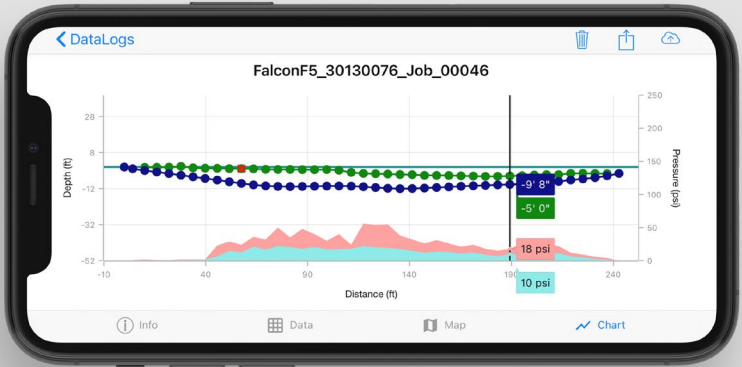 DataLogs
FalconF5_30130076_Job_00046
Depth (ft)
28
8
-12
-32
-52
250
200
150
100
50
0
Pressure (psi)
-9' 8"
-5' 0"
18 psi
10 psi
-10
40
90
140
190
240
Distance (ft)
Info
Data
Map
Chart